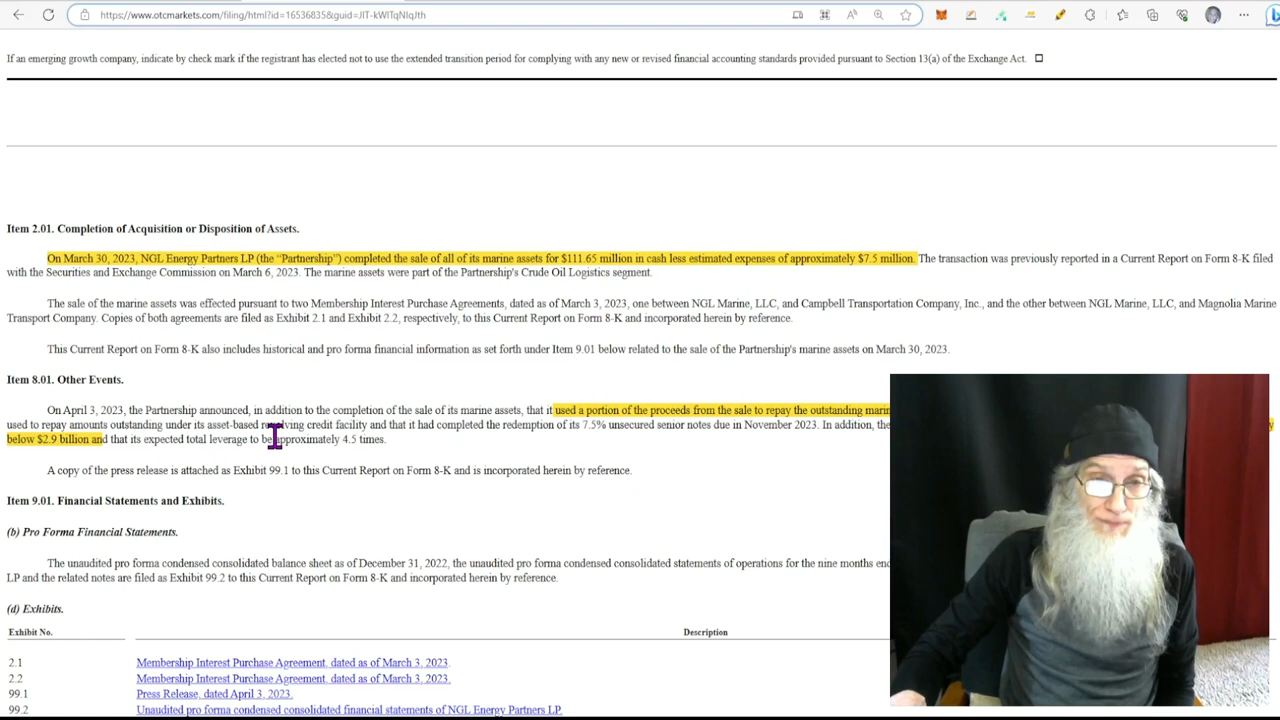 https://www.otcmarkets.com/filing/html?id=16536835&guid=JIT-kWlTqNIqJth
If an emerging growth company, indicate by check mark if the registrant has elected not to use the extended transition period for complying with any new or revised financial accounting standards provided pursuant to Section 13(a) of the Exchange Act. ☐
Item 2.01. Completion of Acquisition or Disposition of Assets.
On March 30, 2023, NGL Energy Partners LP (the “Partnership”) completed the sale of all of its marine assets for $111.65 million in cash less estimated expenses of approximately $7.5 million. The transaction was previously reported in a Current Report on Form 8-K filed
with the Securities and Exchange Commission on March 6, 2023. The marine assets were part of the Partnership's Crude Oil Logistics segment.
The sale of the marine assets was effected pursuant to two Membership Interest Purchase Agreements, dated as of March 3, 2023, one between NGL Marine, LLC, and Campbell Transportation Company, Inc., and the other between NGL Marine, LLC, and Magnolia Marine
Transport Company. Copies of both agreements are filed as Exhibit 2.1 and Exhibit 2.2, respectively, to this Current Report on Form 8-K and incorporated herein by reference.
This Current Report on Form 8-K also includes historical and pro forma financial information as set forth under Item 9.01 below related to the sale of the Partnership's marine assets on March 30, 2023.
Item 8.01. Other Events.
On April 3, 2023, the Partnership announced, in addition to the completion of the sale of its marine assets, that it used a portion of the proceeds from the sale to repay the outstanding
used to repay amounts outstanding under its asset-based revolving credit facility and that it had completed the redemption of its 7.5% unsecured senior notes due in November 2023. In addition, the
below $2.9 billion and that its expected total leverage to be approximately 4.5 times.
A copy of the press release is attached as Exhibit 99.1 to this Current Report on Form 8-K and is incorporated herein by reference.
Item 9.01. Financial Statements and Exhibits.
(b) Pro Forma Financial Statements.
The unaudited pro forma condensed consolidated balance sheet as of December 31, 2022, the unaudited pro forma condensed consolidated statements of operations for the nine months
LP and the related notes are filed as Exhibit 99.2 to this Current Report on Form 8-K and incorporated herein by reference.
(d) Exhibits.
Exhibit No. Description
2.1 Membership Interest Purchase Agreement, dated as of March 3, 2023.
2.2 Membership Interest Purchase Agreement, dated as of March 3, 2023.
99.1 Press Release, dated April 3, 2023.
99.2 Unaudited pro forma condensed consolidated financial statements of NGL Energy Partners LP.